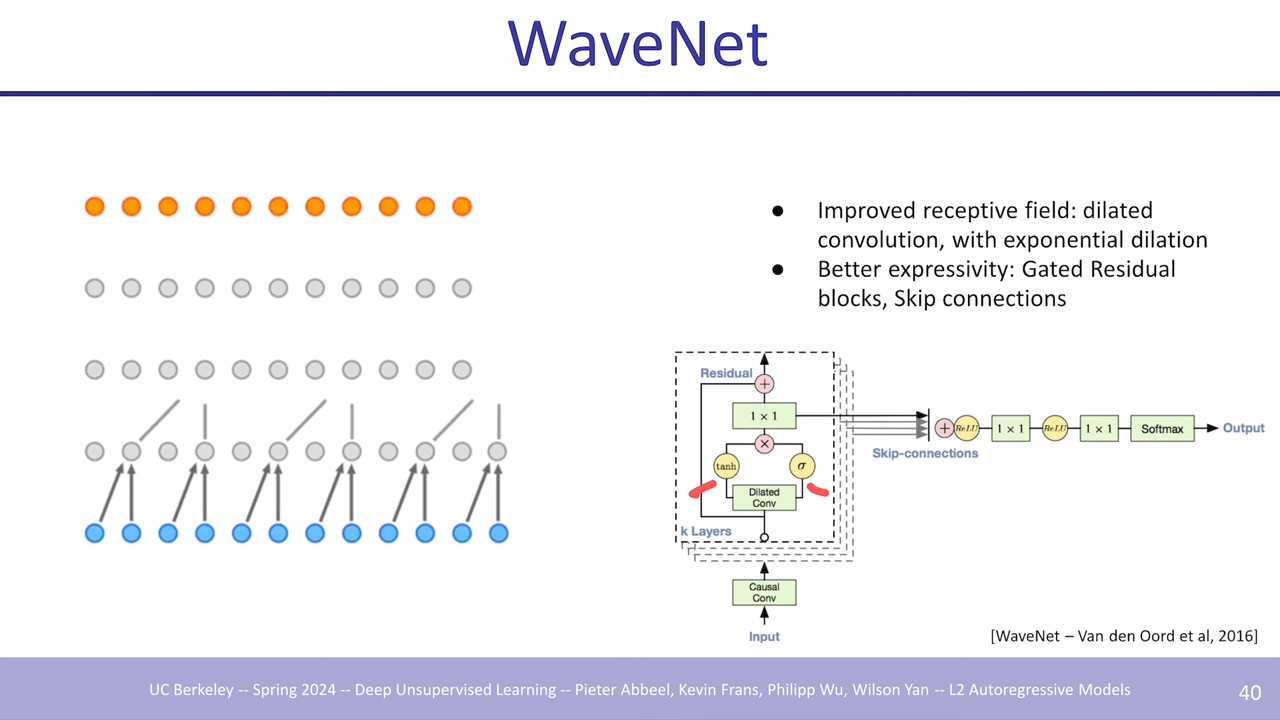 WaveNet
● Improved receptive field: dilated
convolution, with exponential dilation
● Better expressivity: Gated Residual
blocks, Skip connections
Residual
+
1 × 1
×
tanh
σ
Dilated
Conv
k Layers
Causal
Conv
Input
Skip-connections
+ ReLU 1 × 1 ReLU 1 × 1 Softmax Output
[WaveNet – Van den Oord et al, 2016]
UC Berkeley -- Spring 2024 -- Deep Unsupervised Learning -- Pieter Abbeel, Kevin Frans, Philipp Wu, Wilson Yan -- L2 Autoregressive Models
40